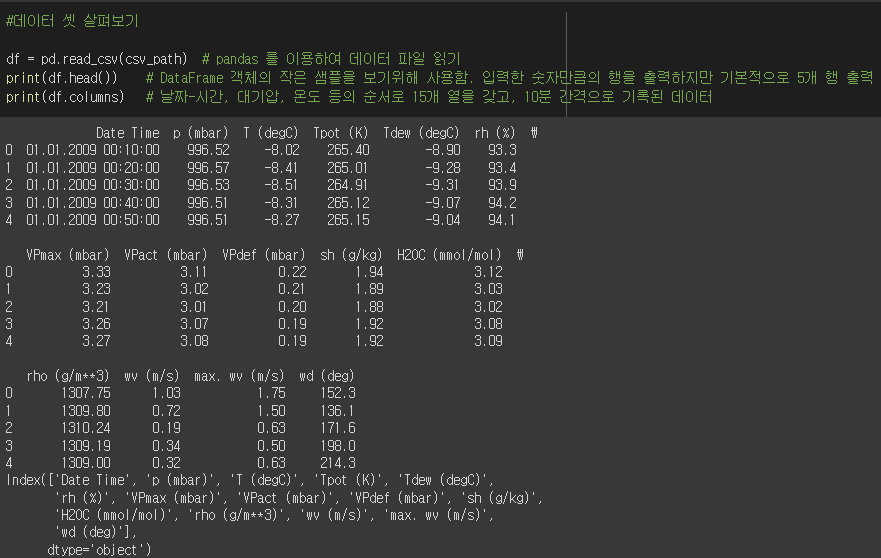 #데이터 셋 살펴보기
df = pd.read_csv(csv_path)  # pandas 를 이용하여 데이터 파일 읽기
print(df.head())   # DataFrame 객체의 작은 샘플을 보기위해 사용함. 입력한 숫자만큼의 행을 출력하지만 기본적으로 5개 행 출력
print(df.columns)  # 날짜-시간, 대기압, 온도 등의 순서로 15개 열을 갖고, 10분 간격으로 기록된 데이터
Date Time  p (mbar)  T (degC)  Tpot (K)  Tdew (degC)  rh (%)  ₩
0  01.01.2009 00:10:00    996.52     -8.02    265.40        -8.90    93.3
1  01.01.2009 00:20:00    996.57     -8.41    265.01        -9.28    93.4
2  01.01.2009 00:30:00    996.53     -8.51    264.91        -9.31    93.9
3  01.01.2009 00:40:00    996.51     -8.31    265.12        -9.07    94.2
4  01.01.2009 00:50:00    996.51     -8.27    265.15        -9.04    94.1
VPmax (mbar)  VPact (mbar)  VPdef (mbar)  sh (g/kg)  H2OC (mmol/mol)  ₩
0          3.33          3.11          0.22       1.94             3.12
1          3.23          3.02          0.21       1.89             3.03
2          3.21          3.01          0.20       1.88             3.02
3          3.26          3.07          0.19       1.92             3.08
4          3.27          3.08          0.19       1.92             3.09
rho (g/m**3)  wv (m/s)  max. wv (m/s)  wd (deg)
0       1307.75      1.03           1.75     152.3
1       1309.80      0.72           1.50     136.1
2       1310.24      0.19           0.63     171.6
3       1309.19      0.34           0.50     198.0
4       1309.00      0.32           0.63     214.3
Index(['Date Time', 'p (mbar)', 'T (degC)', 'Tpot (K)', 'Tdew (degC)',
'rh (%)', 'VPmax (mbar)', 'VPact (mbar)', 'VPdef (mbar)', 'sh (g/kg)',
'H2OC (mmol/mol)', 'rho (g/m**3)', 'wv (m/s)', 'max. wv (m/s)',
'wd (deg)'],
dtype='object')